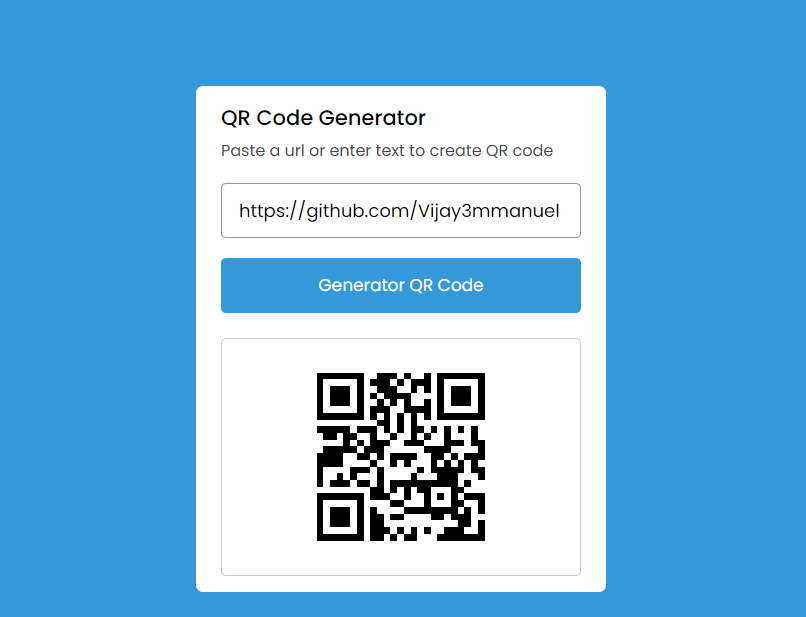 QR Code Generator
Paste a url or enter text to create QR code
https://github.com/Vijay3mmanuel
Generator QR Code